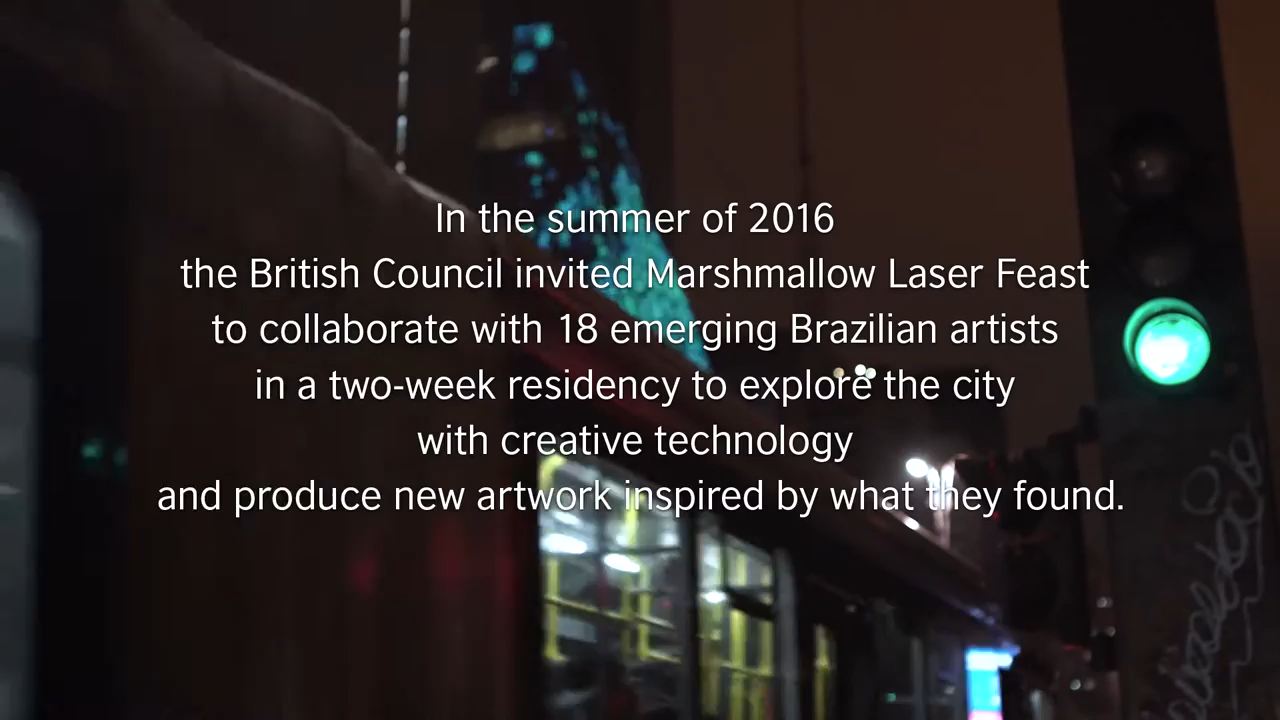 In the summer of 2016
the British Council invited Marshmallow Laser Feast
to collaborate with 18 emerging Brazilian artists
in a two-week residency to explore the city
with creative technology
and produce new artwork inspired by what they found.